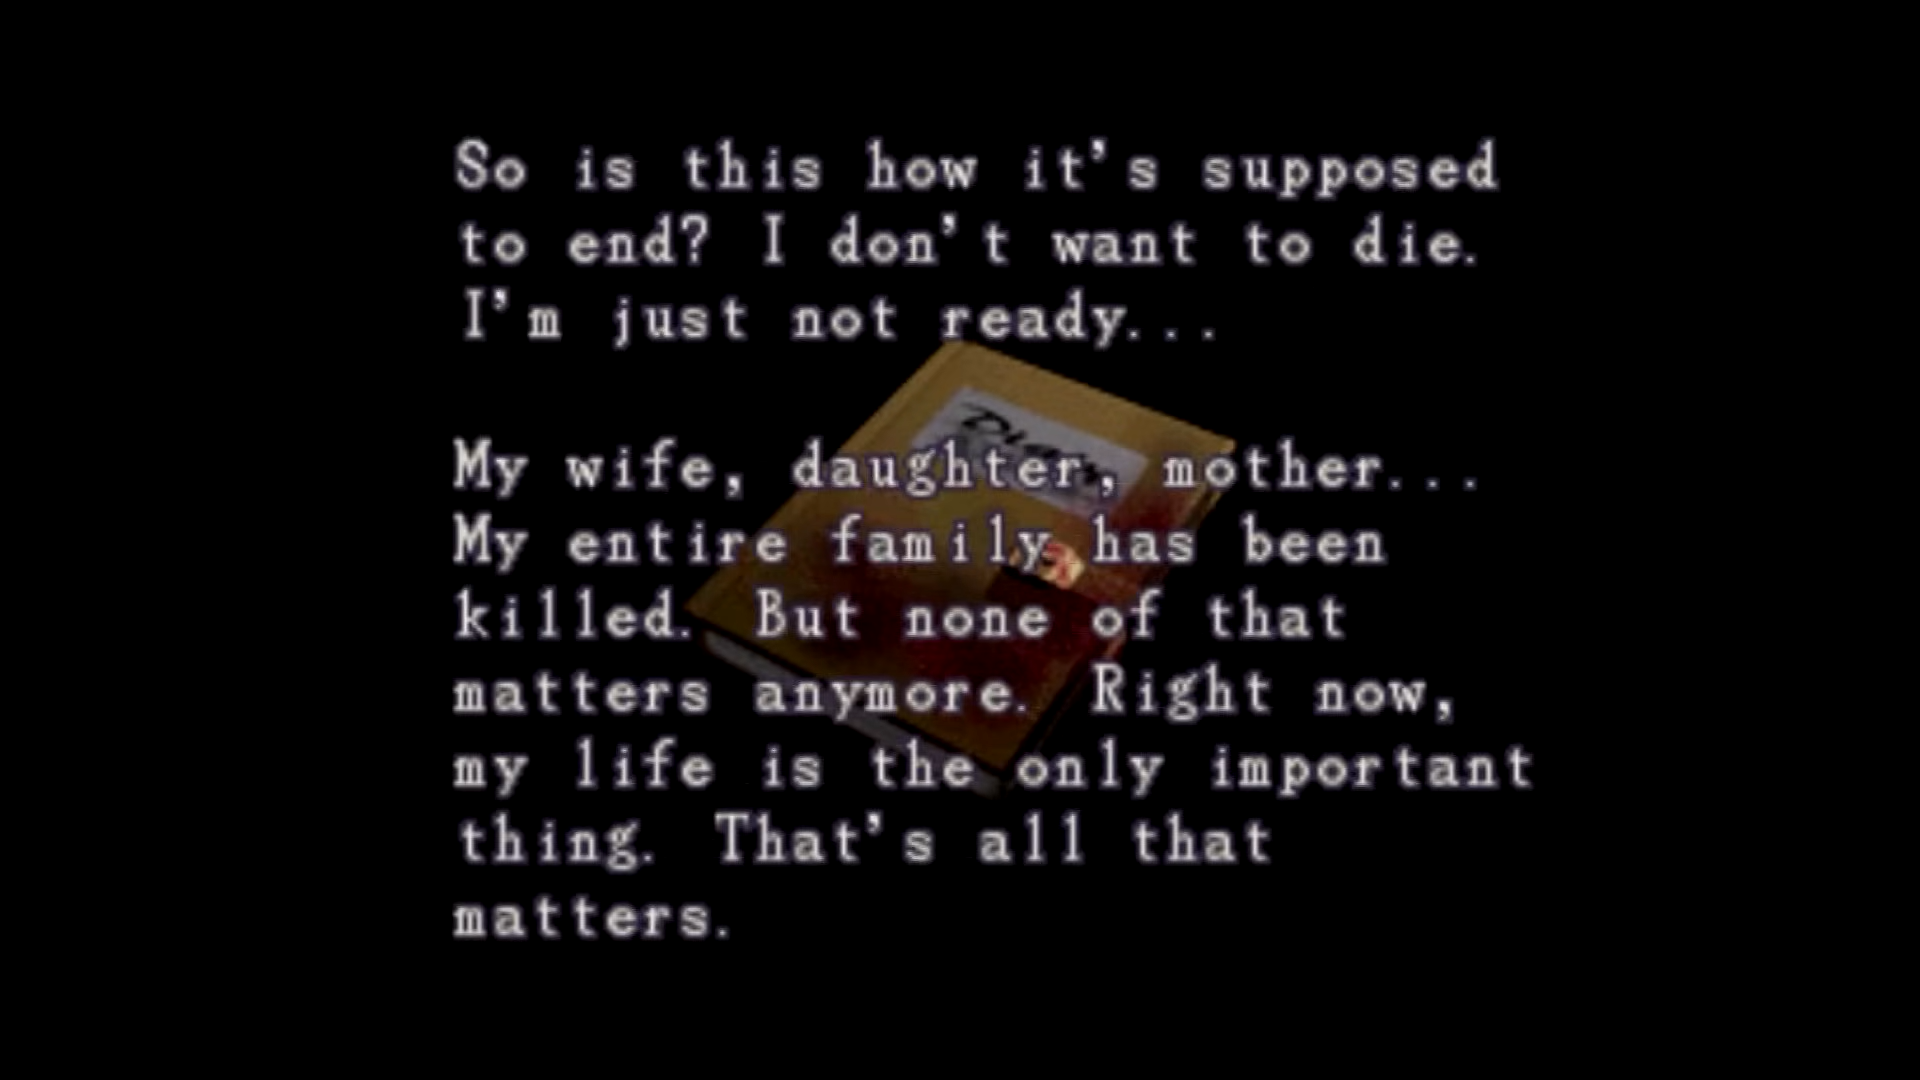 So is this how it's supposed
to end? I don't want to die.
I'm just not ready...
My wife, daughter, mother...
My entire family has been
killed. But none of that
matters anymore. Right now,
my life is the only important
thing. That's all that
matters.
Diary